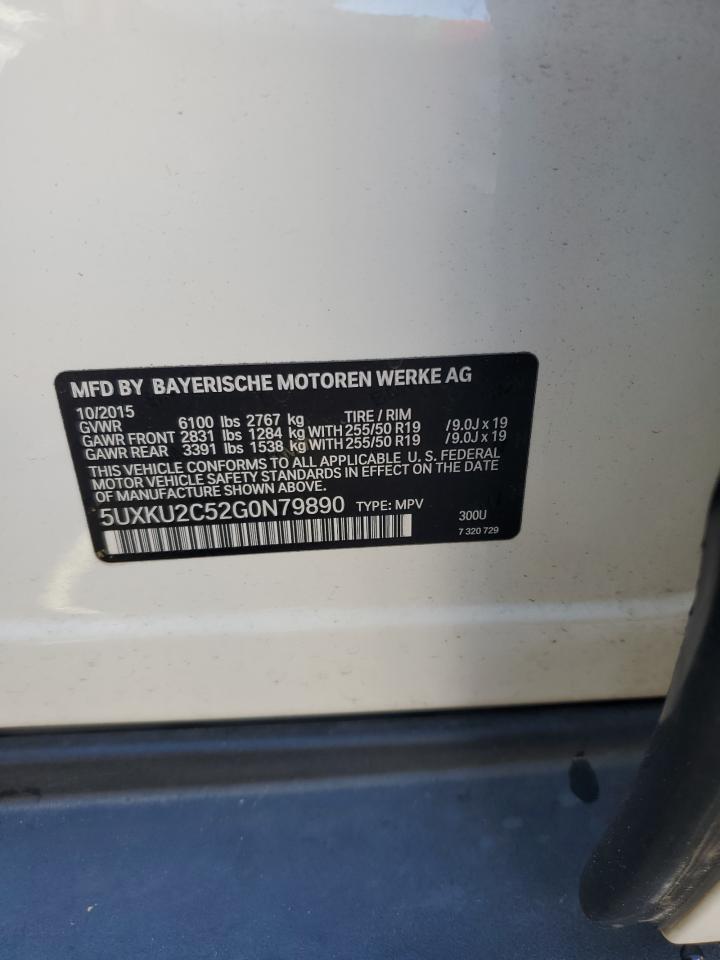 MFD BY BAYERISCHE MOTOREN WERKE AG
10/2015
GVWR 6100 lbs 2767 kg TIRE / RIM
GAWR FRONT 2831 lbs 1284 kg WITH 255/50 R19 /9.0J x 19
GAWR REAR 3391 lbs 1538 kg WITH 255/50 R19 /9.0J x 19
THIS VEHICLE CONFORMS TO ALL APPLICABLE U. S. FEDERAL
MOTOR VEHICLE SAFETY STANDARDS IN EFFECT ON THE DATE
OF MANUFACTURE SHOWN ABOVE.
5UXKU2C52G0N79890 TYPE: MPV
300U
7 320 729